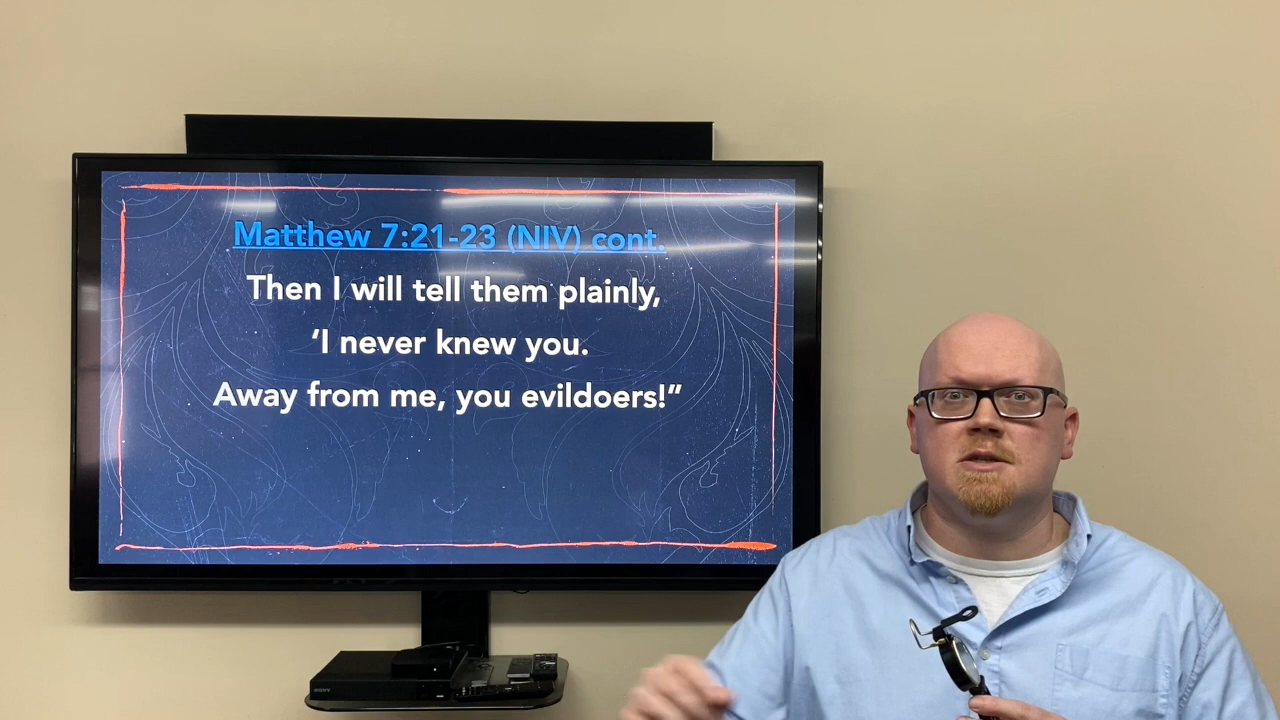 Matthew 7:21-23 (NIV) cont.
Then I will tell them plainly,
‘I never knew you.
Away from me, you evildoers!”
SONY